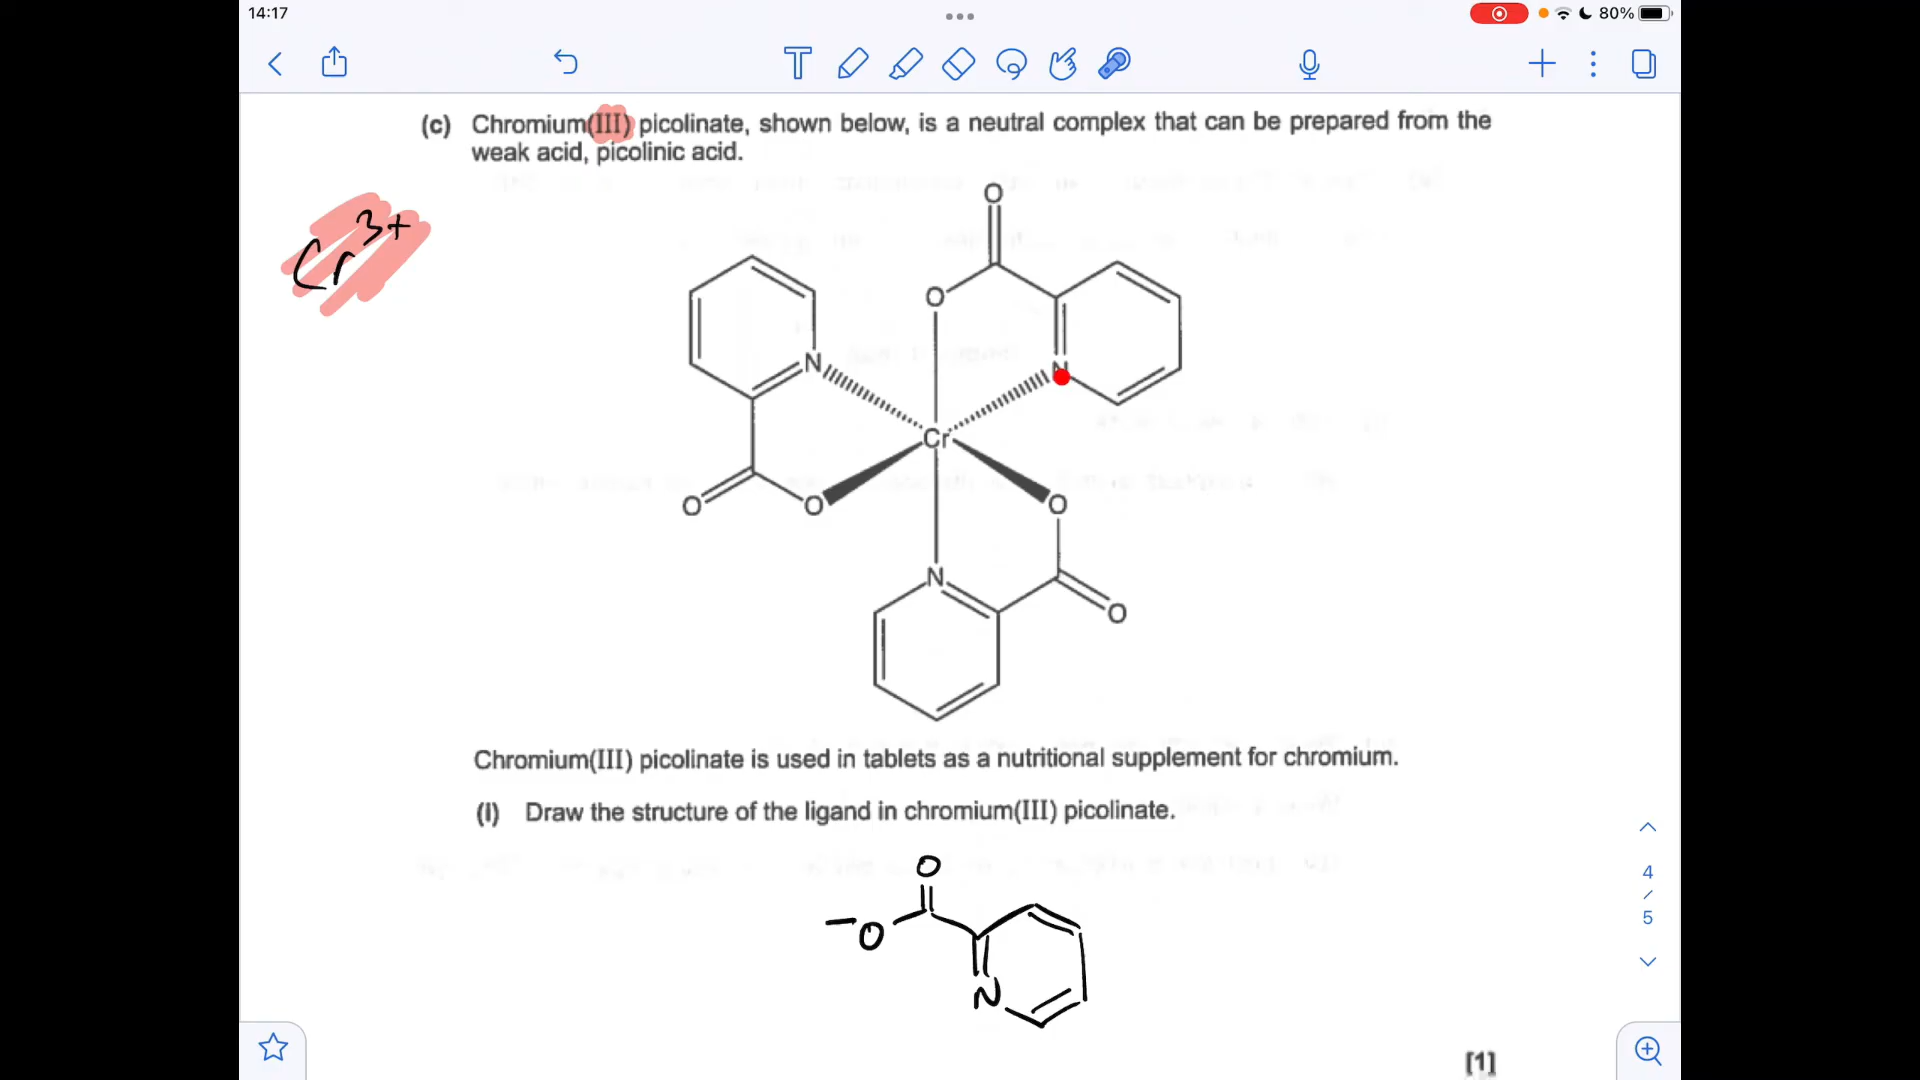 14:17
80%
(c) Chromium(III) picolinate, shown below, is a neutral complex that can be prepared from the
weak acid, picolinic acid.
Cr 3+
O
O
N
N
Cr
O
O
O
N
O
Chromium(III) picolinate is used in tablets as a nutritional supplement for chromium.
(I) Draw the structure of the ligand in chromium(III) picolinate.
4
/
5
O
−O
N
[1]